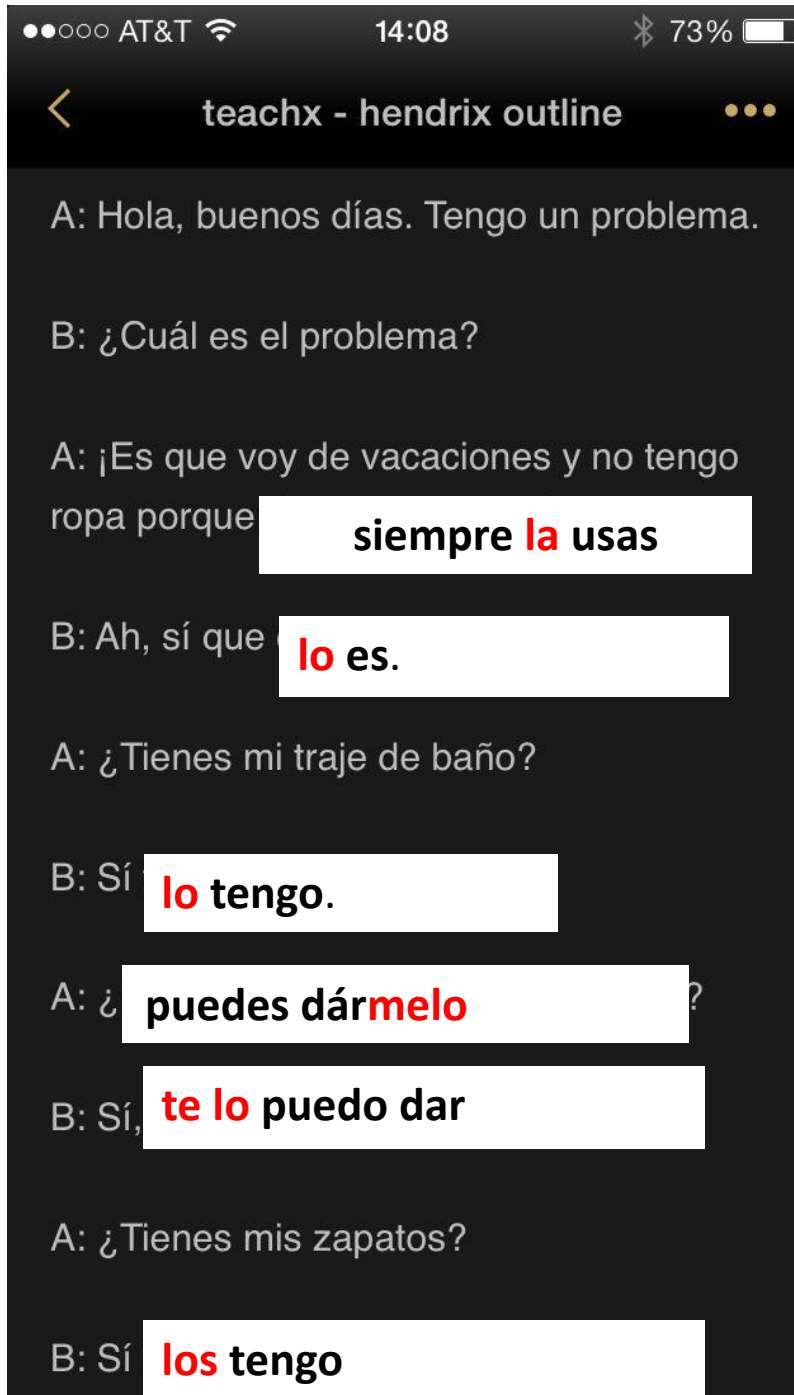 AT&T 14:08 73%
teachx - hendrix outline
A: Hola, buenos días. Tengo un problema.
B: ¿Cuál es el problema?
A: ¡Es que voy de vacaciones y no tengo
ropa porque siempre la usas
B: Ah, sí que lo es.
A: ¿Tienes mi traje de baño?
B: Sí lo tengo.
A: ¿ puedes dármelo ?
B: Sí, te lo puedo dar
A: ¿Tienes mis zapatos?
B: Sí los tengo